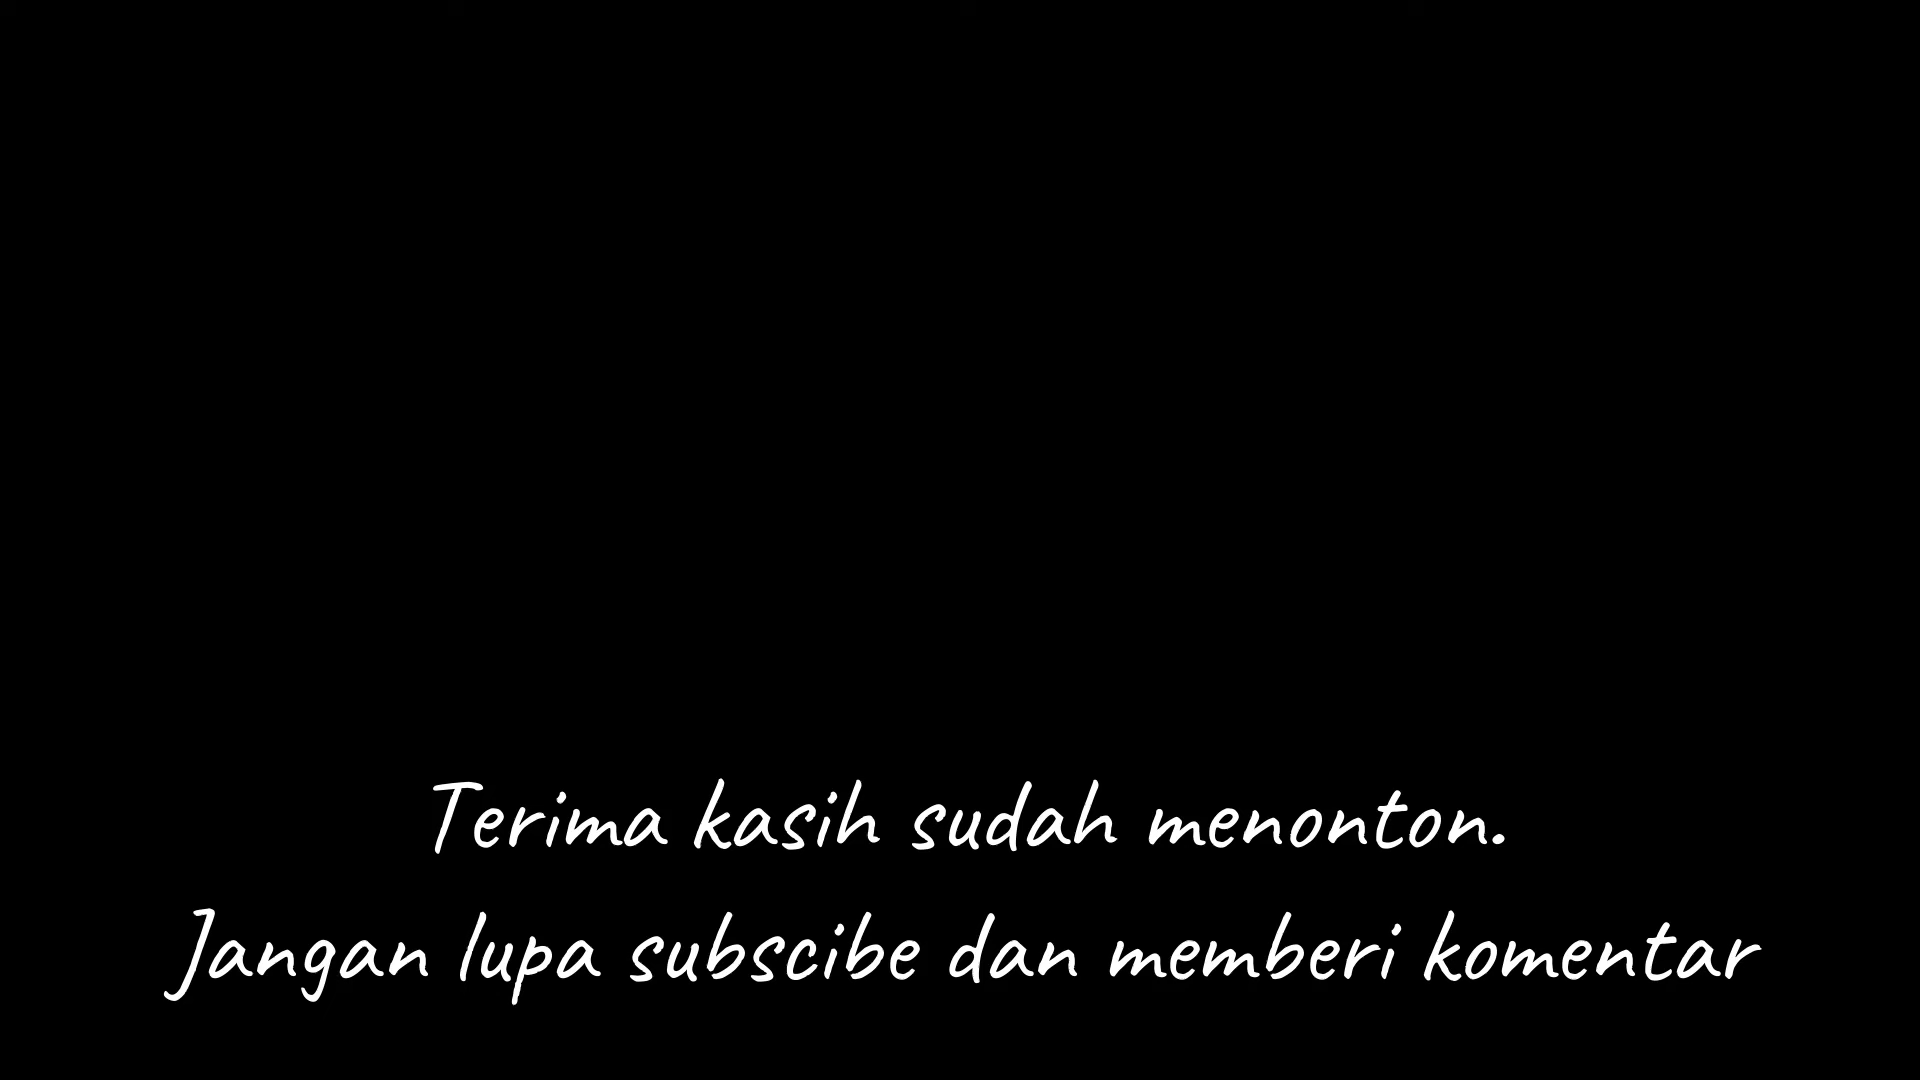 Terima kasih sudah menonton.
Jangan lupa subscibe dan memberi komentar